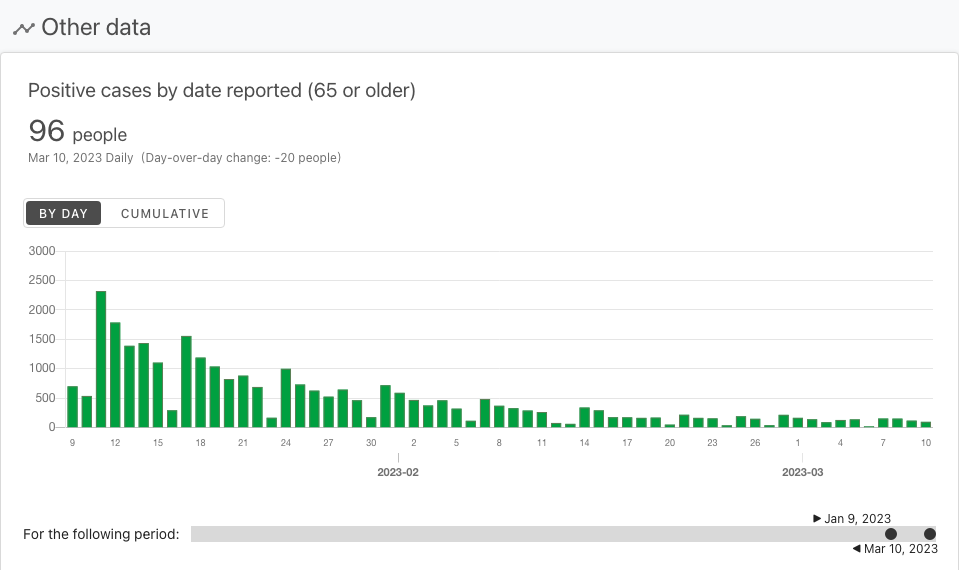 Other data
Positive cases by date reported (65 or older)
96 people
Mar 10, 2023 Daily (Day-over-day change: -20 people)
BY DAY CUMULATIVE
3000
2500
2000
1500
1000
500
0
9 12 15 18 21 24 27 30 2 5 8 11 14 17 20 23 26 1 4 7 10
2023-02 2023-03
Jan 9, 2023
For the following period:
Mar 10, 2023